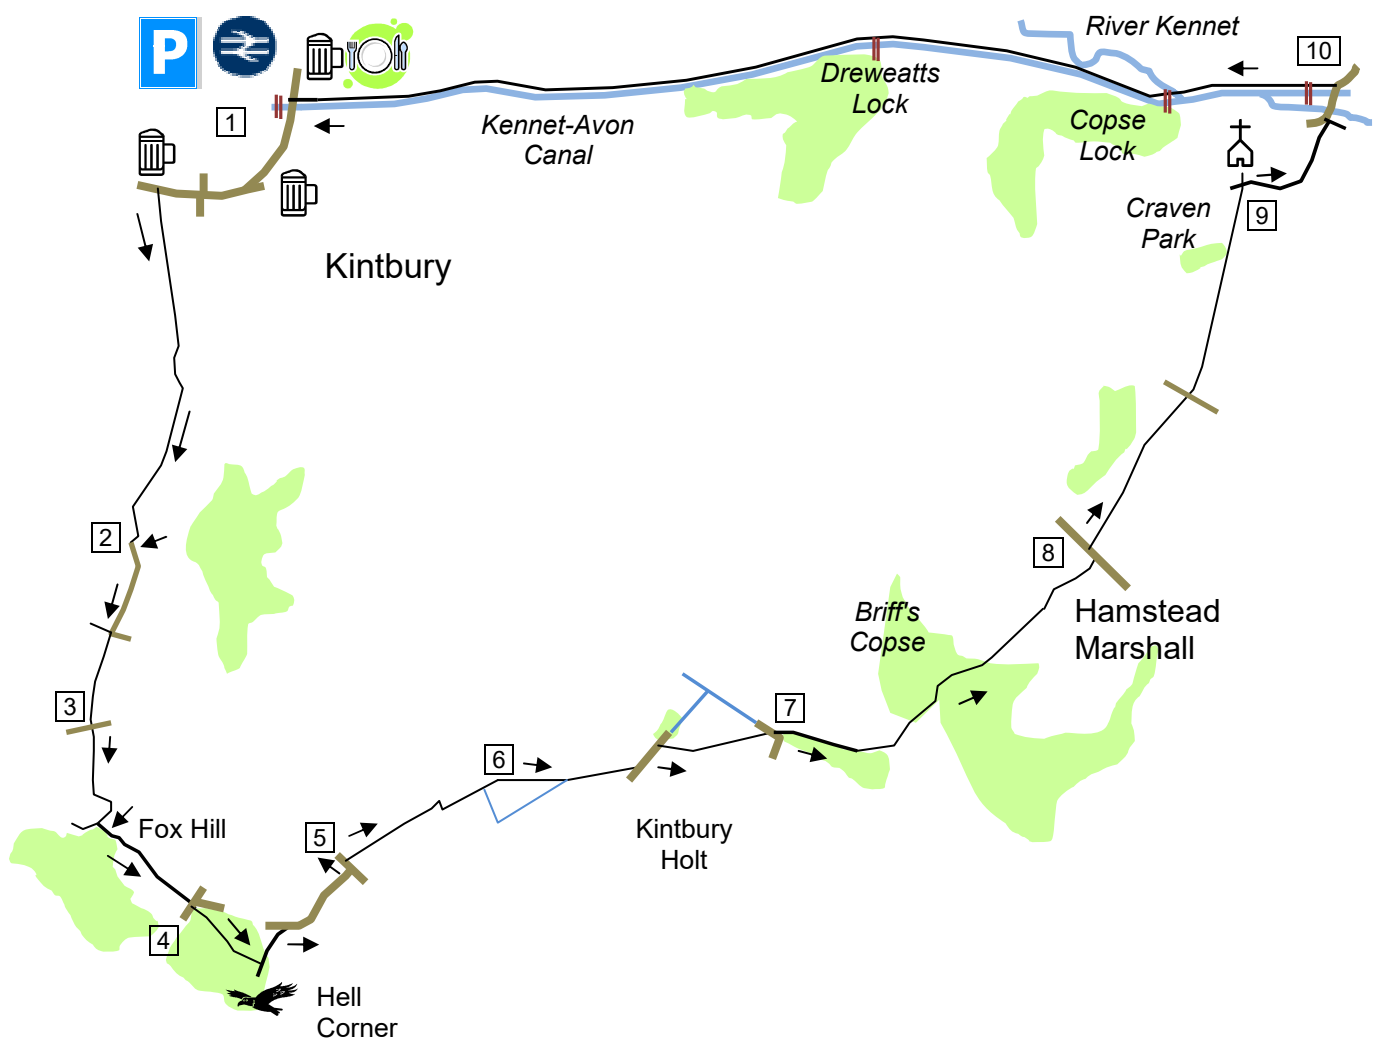 P
River Kennet
10
Dreweatts
Lock
1
Kennet-Avon
Canal
Copse
Lock
Craven
Park
9
Kintbury
2
8
Briff's
Copse
Hamstead
Marshall
3
7
6
Fox Hill
5
Kintbury
Holt
4
Hell
Corner